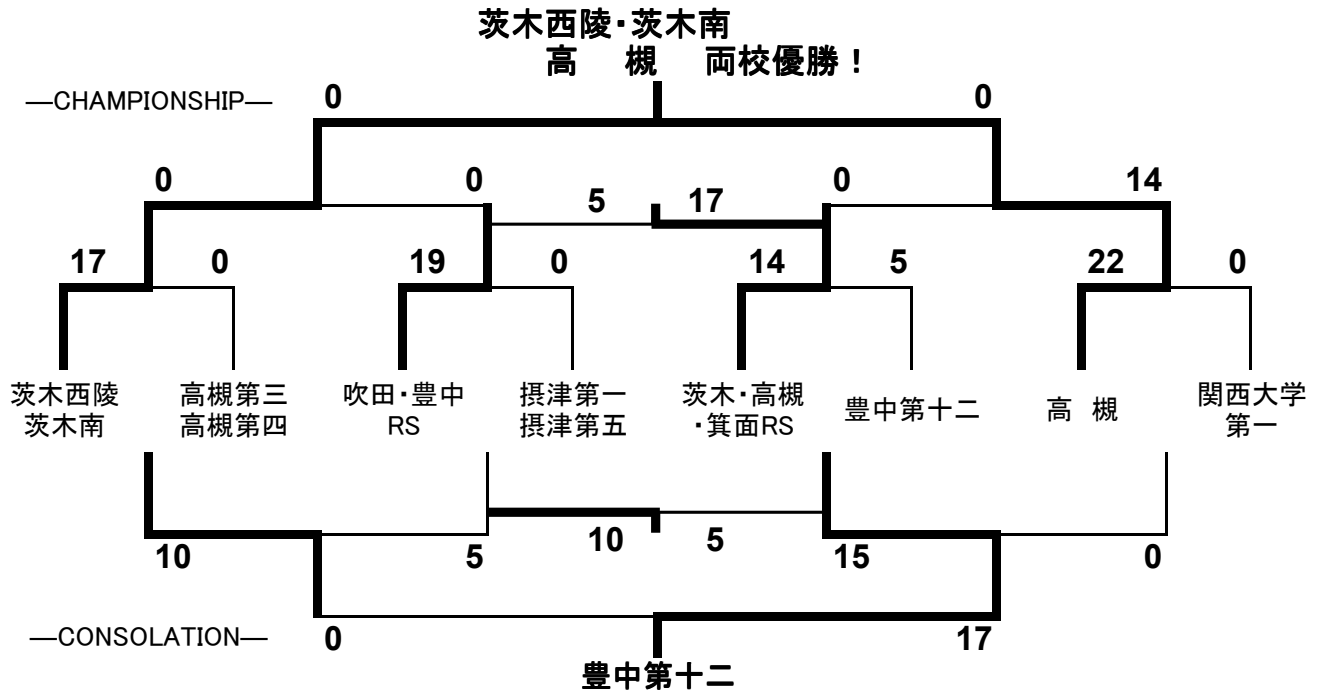 茨木西陵・茨木南
高 槻 両校優勝！
―CHAMPIONSHIP―
0 0
0 0 0 14
5 17
17 0 19 0 14 5 22 0
茨木西陵 高槻第三 吹田・豊中 摂津第一 茨木・高槻 豊中第十二 高 槻 関西大学
茨木南 高槻第四 RS 摂津第五 ・箕面RS 第一
10 5
10 5 15 0
―CONSOLATION― 0 17
豊中第十二